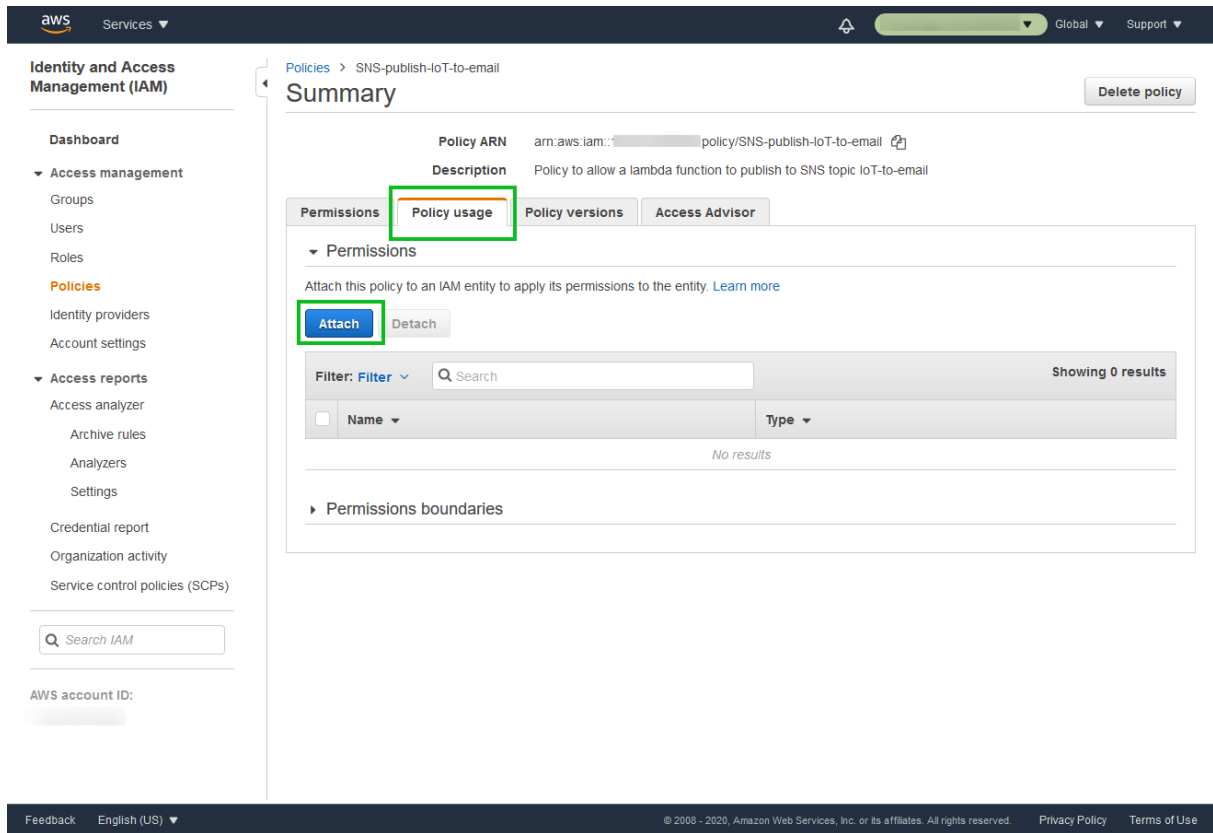 aws Services Global Support
Identity and Access
Management (IAM)
Dashboard
Access management
Groups
Users
Roles
Policies
Identity providers
Account settings
Access reports
Access analyzer
Archive rules
Analyzers
Settings
Credential report
Organization activity
Service control policies (SCPs)
Search IAM
AWS account ID:
Policies > SNS-publish-IoT-to-email
Summary
Delete policy
Policy ARN arn:aws:iam:: policy/SNS-publish-IoT-to-email
Description Policy to allow a lambda function to publish to SNS topic IoT-to-email
Permissions Policy usage Policy versions Access Advisor
Permissions
Attach this policy to an IAM entity to apply its permissions to the entity. Learn more
Attach Detach
Filter: Filter Search Showing 0 results
Name Type
No results
Permissions boundaries
Feedback English (US) © 2008 - 2020, Amazon Web Services, Inc. or its affiliates. All rights reserved. Privacy Policy Terms of Use